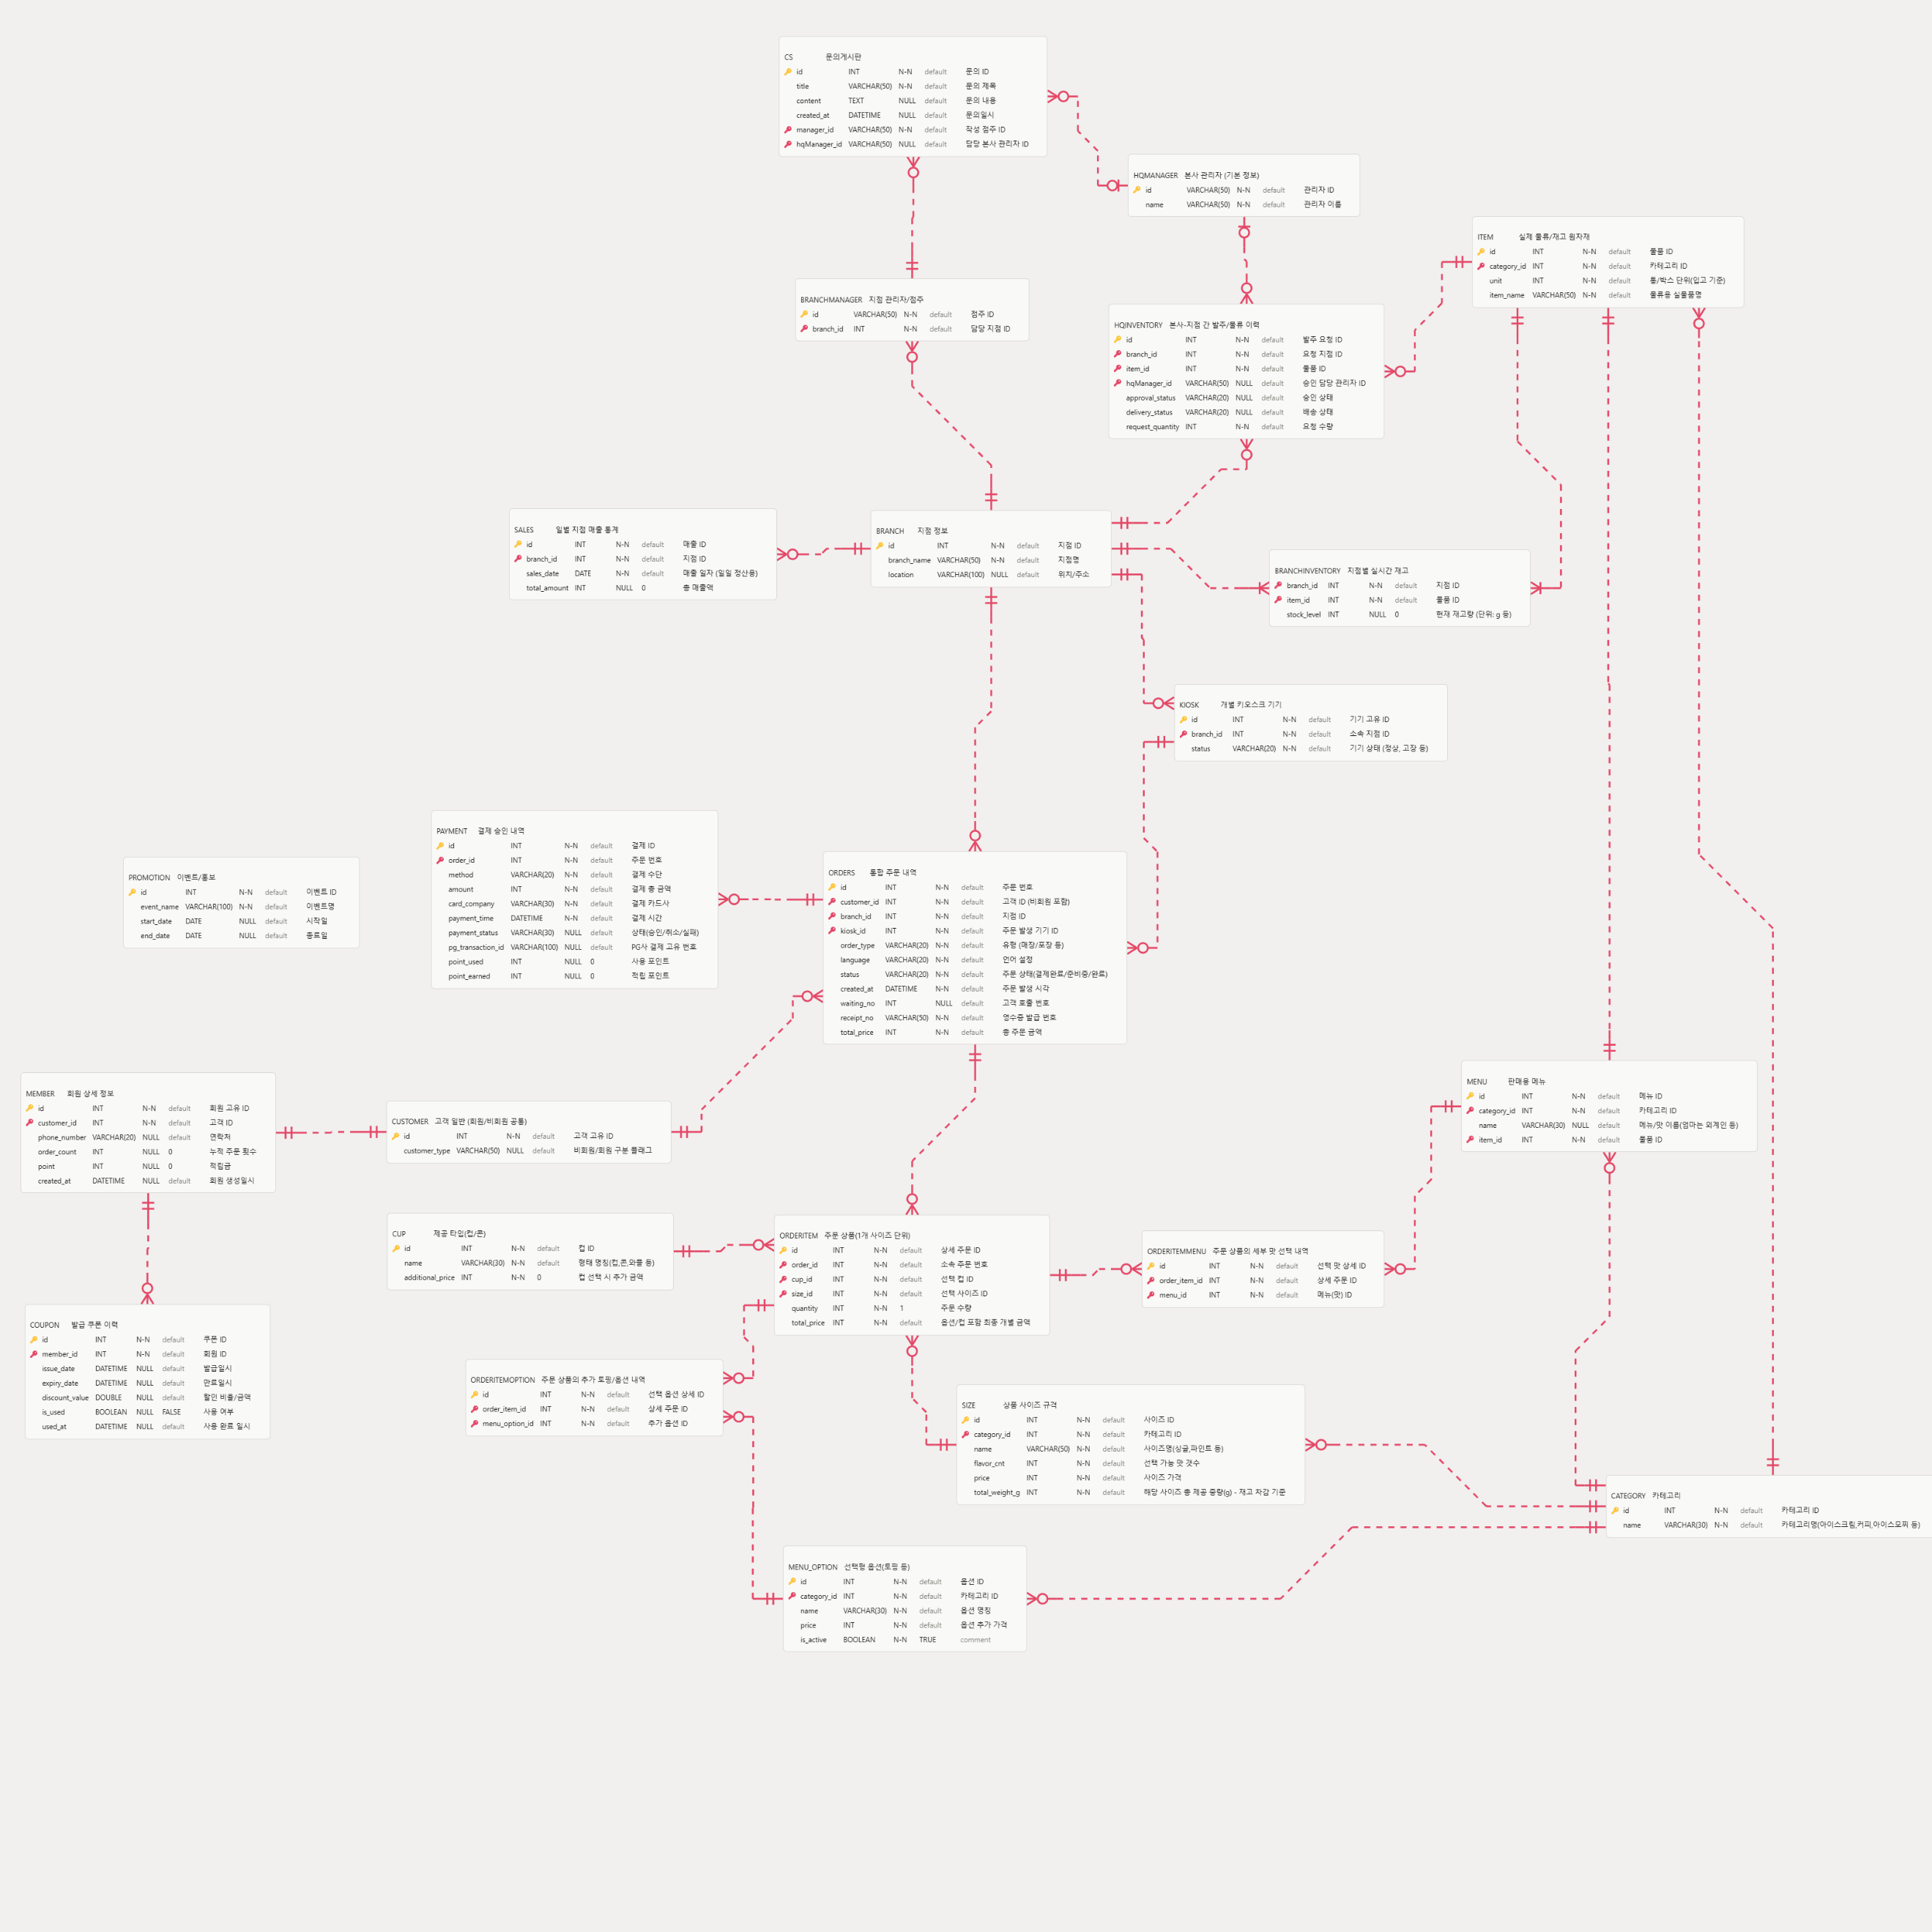 CS 문의게시판
id INT N-N default 문의 ID
title VARCHAR(50) N-N default 문의 제목
content TEXT NULL default 문의 내용
created_at DATETIME NULL default 문의일시
manager_id VARCHAR(50) N-N default 작성 점주 ID
hqManager_id VARCHAR(50) NULL default 담당 본사 관리자 ID
HQMANAGER 본사 관리자 (기본 정보)
id VARCHAR(50) N-N default 관리자 ID
name VARCHAR(50) N-N default 관리자 이름
ITEM 실제 물류/재고 원자재
id INT N-N default 물품 ID
category_id INT N-N default 카테고리 ID
unit INT N-N default 통/박스 단위(입고 기준)
item_name VARCHAR(50) N-N default 물류용 실물품명
BRANCHMANAGER 지점 관리자/점주
id VARCHAR(50) N-N default 점주 ID
branch_id INT N-N default 담당 지점 ID
HQINVENTORY 본사-지점 간 발주/물류 이력
id INT N-N default 발주 요청 ID
branch_id INT N-N default 요청 지점 ID
item_id INT N-N default 물품 ID
hqManager_id VARCHAR(50) NULL default 승인 담당 관리자 ID
approval_status VARCHAR(20) NULL default 승인 상태
delivery_status VARCHAR(20) NULL default 배송 상태
request_quantity INT N-N default 요청 수량
SALES 일별 지점 매출 통계
id INT N-N default 매출 ID
branch_id INT N-N default 지점 ID
sales_date DATE N-N default 매출 일자 (일일 정산용)
total_amount INT NULL 0 총 매출액
BRANCH 지점 정보
id INT N-N default 지점 ID
branch_name VARCHAR(50) N-N default 지점명
location VARCHAR(100) NULL default 위치/주소
BRANCHINVENTORY 지점별 실시간 재고
branch_id INT N-N default 지점 ID
item_id INT N-N default 물품 ID
stock_level INT NULL 0 현재 재고량 (단위: g 등)
KIOSK 개별 키오스크 기기
id INT N-N default 기기 고유 ID
branch_id INT N-N default 소속 지점 ID
status VARCHAR(20) N-N default 기기 상태 (정상, 고장 등)
PAYMENT 결제 승인 내역
id INT N-N default 결제 ID
order_id INT N-N default 주문 번호
method VARCHAR(20) N-N default 결제 수단
amount INT N-N default 결제 총 금액
card_company VARCHAR(30) N-N default 결제 카드사
payment_time DATETIME N-N default 결제 시간
payment_status VARCHAR(30) NULL default 상태(승인/취소/실패)
pg_transaction_id VARCHAR(100) NULL default PG사 결제 고유 번호
point_used INT NULL 0 사용 포인트
point_earned INT NULL 0 적립 포인트
PROMOTION 이벤트/홍보
id INT N-N default 이벤트 ID
event_name VARCHAR(100) N-N default 이벤트명
start_date DATE NULL default 시작일
end_date DATE NULL default 종료일
ORDERS 통합 주문 내역
id INT N-N default 주문 번호
customer_id INT N-N default 고객 ID (비회원 포함)
branch_id INT N-N default 지점 ID
kiosk_id INT N-N default 주문 발생 기기 ID
order_type VARCHAR(20) N-N default 유형 (매장/포장 등)
language VARCHAR(20) N-N default 언어 설정
status VARCHAR(20) N-N default 주문 상태(결제완료/준비중/완료)
created_at DATETIME N-N default 주문 발생 시각
waiting_no INT NULL default 고객 호출 번호
receipt_no VARCHAR(50) N-N default 영수증 발급 번호
total_price INT N-N default 총 주문 금액
MEMBER 회원 상세 정보
id INT N-N default 회원 고유 ID
customer_id INT N-N default 고객 ID
phone_number VARCHAR(20) NULL default 연락처
order_count INT NULL 0 누적 주문 횟수
point INT NULL 0 적립금
created_at DATETIME NULL default 회원 생성일시
CUSTOMER 고객 일반 (회원/비회원 공통)
id INT N-N default 고객 고유 ID
customer_type VARCHAR(50) NULL default 비회원/회원 구분 플래그
MENU 판매용 메뉴
id INT N-N default 메뉴 ID
category_id INT N-N default 카테고리 ID
name VARCHAR(30) NULL default 메뉴/맛 이름(엄마는 외계인 등)
item_id INT N-N default 물품 ID
CUP 제공 타입(컵/콘)
id INT N-N default 컵 ID
name VARCHAR(30) N-N default 형태 명칭(컵,콘,와플 등)
additional_price INT N-N 0 컵 선택 시 추가 금액
ORDERITEM 주문 상품(1개 사이즈 단위)
id INT N-N default 상세 주문 ID
order_id INT N-N default 소속 주문 번호
cup_id INT N-N default 선택 컵 ID
size_id INT N-N default 선택 사이즈 ID
quantity INT N-N 1 주문 수량
total_price INT N-N default 옵션/컵 포함 최종 개별 금액
ORDERITEMMENU 주문 상품의 세부 맛 선택 내역
id INT N-N default 선택 맛 상세 ID
order_item_id INT N-N default 상세 주문 ID
menu_id INT N-N default 메뉴(맛) ID
COUPON 발급 쿠폰 이력
id INT N-N default 쿠폰 ID
member_id INT N-N default 회원 ID
issue_date DATETIME NULL default 발급일시
expiry_date DATETIME NULL default 만료일시
discount_value DOUBLE NULL default 할인 비율/금액
is_used BOOLEAN NULL FALSE 사용 여부
used_at DATETIME NULL default 사용 완료 일시
ORDERITEMOPTION 주문 상품의 추가 토핑/옵션 내역
id INT N-N default 선택 옵션 상세 ID
order_item_id INT N-N default 상세 주문 ID
menu_option_id INT N-N default 추가 옵션 ID
SIZE 상품 사이즈 규격
id INT N-N default 사이즈 ID
category_id INT N-N default 카테고리 ID
name VARCHAR(50) N-N default 사이즈명(싱글,파인트 등)
flavor_cnt INT N-N default 선택 가능 맛 갯수
price INT N-N default 사이즈 가격
total_weight_g INT N-N default 해당 사이즈 총 제공 중량(g) - 재고 차감 기준
CATEGORY 카테고리
id INT N-N default 카테고리 ID
name VARCHAR(30) N-N default 카테고리명(아이스크림,커피,아이스모찌 등)
MENU_OPTION 선택형 옵션(토핑 등)
id INT N-N default 옵션 ID
category_id INT N-N default 카테고리 ID
name VARCHAR(30) N-N default 옵션 명칭
price INT N-N default 옵션 추가 가격
is_active BOOLEAN N-N TRUE comment